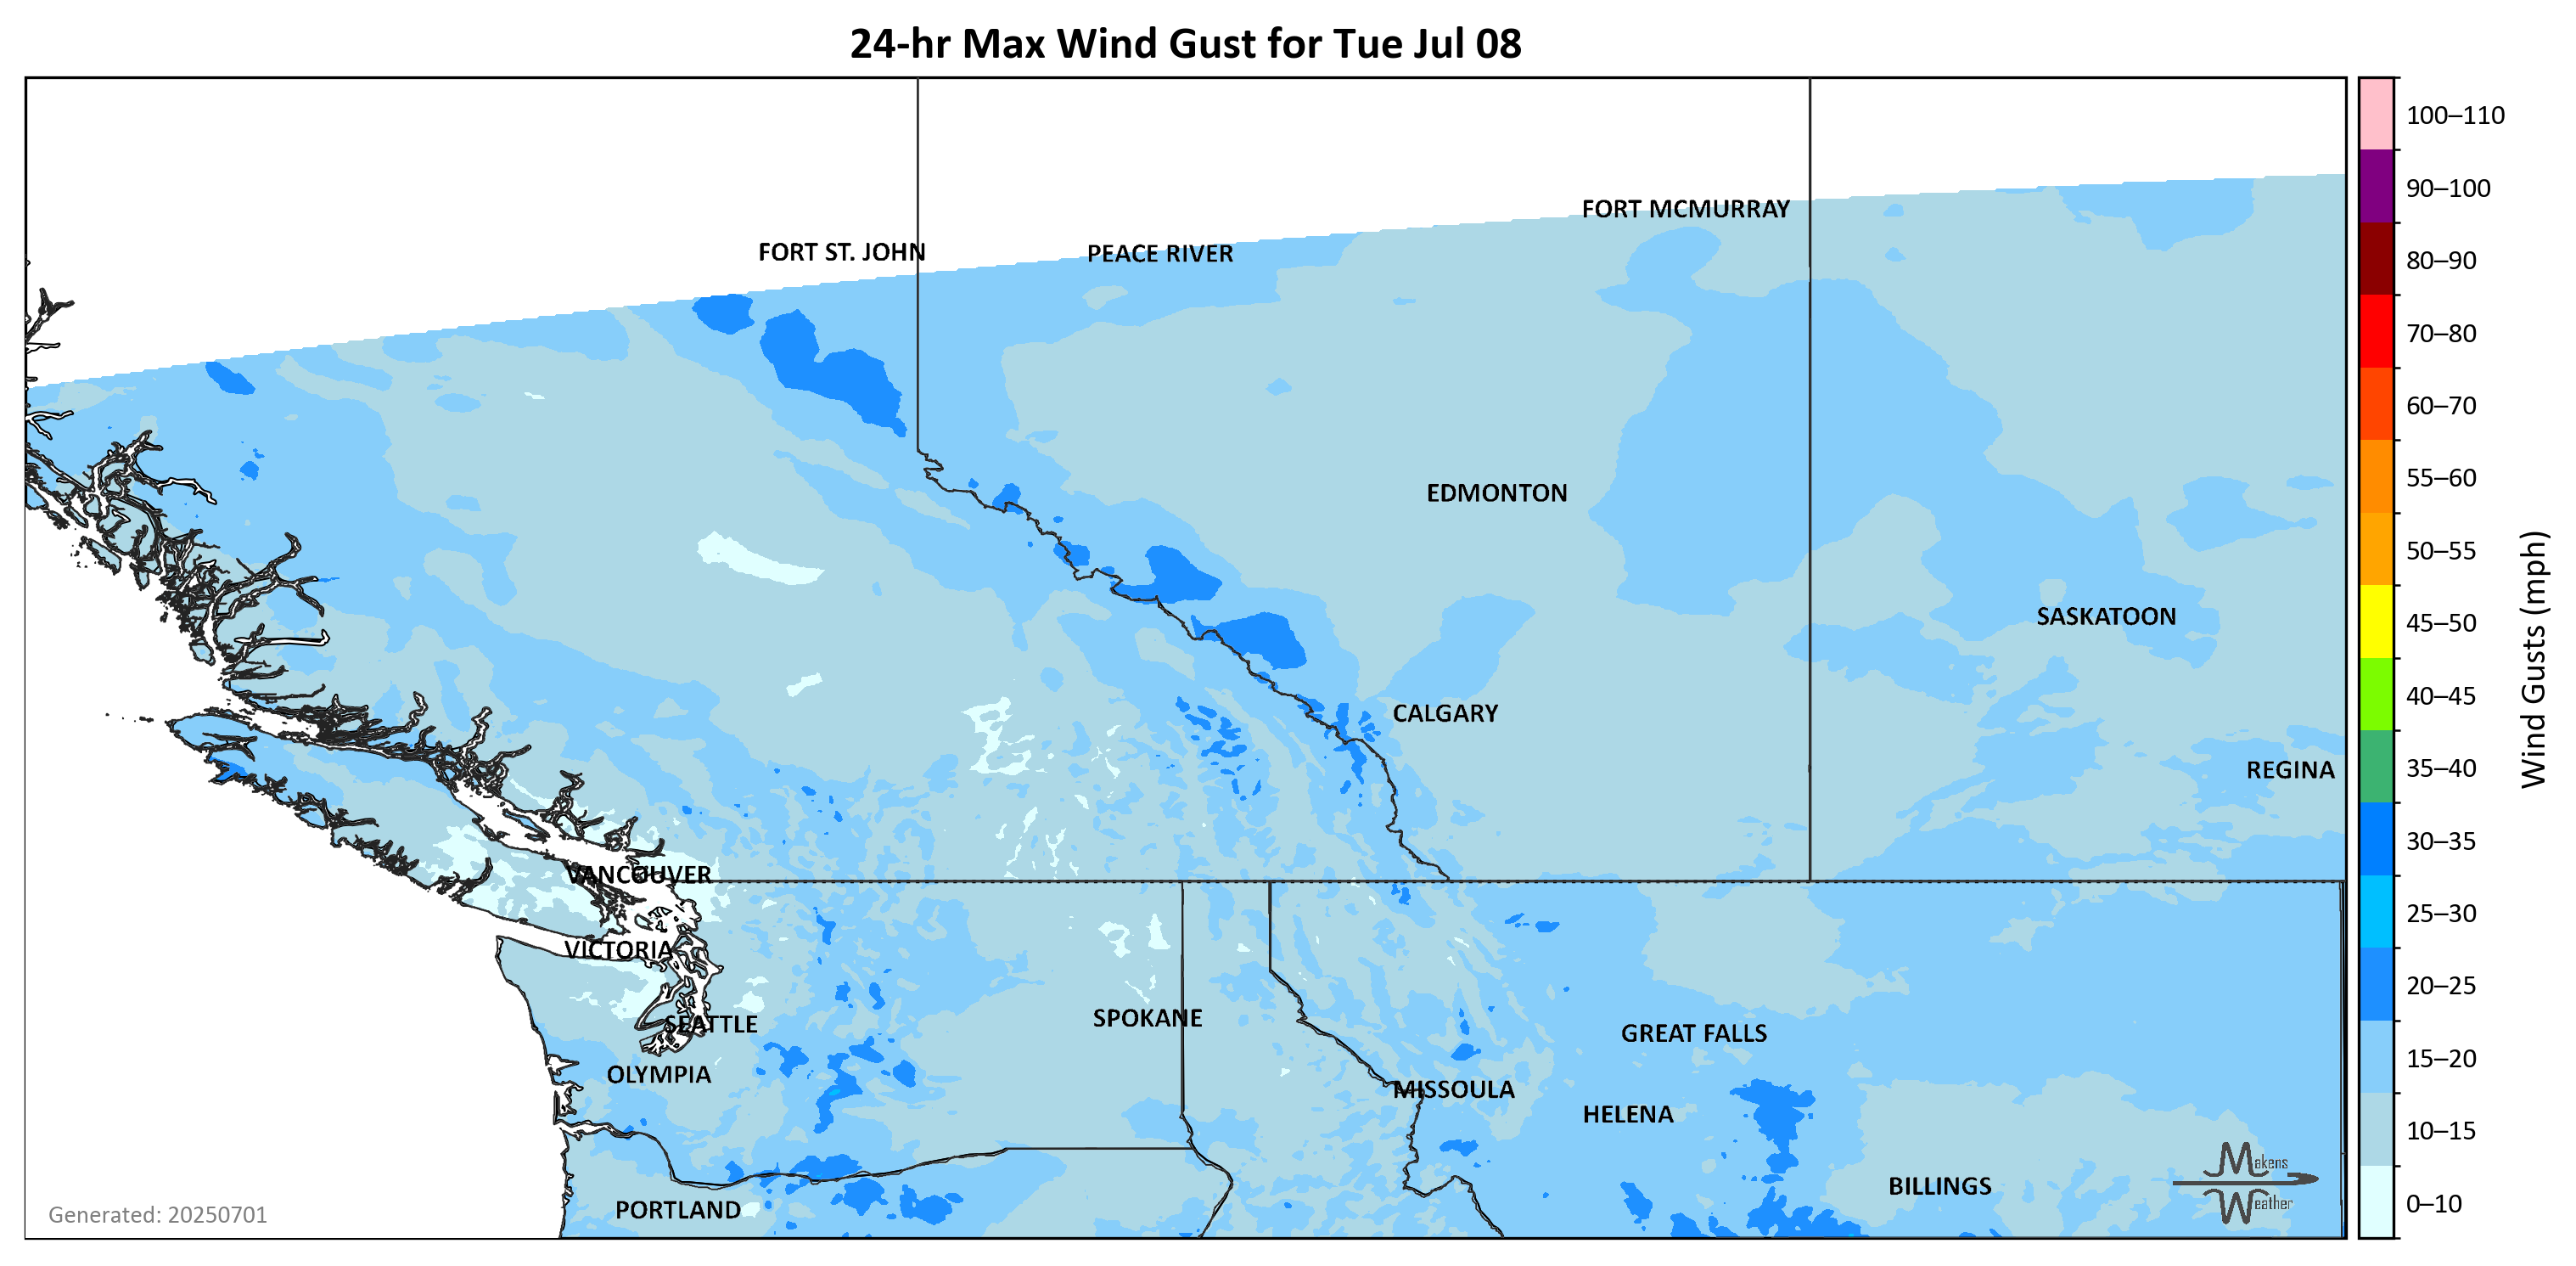 24-hr Max Wind Gust for Tue Jul 08
100–110
90–100
80–90
70–80
60–70
55–60
50–55
45–50
40–45
35–40
30–35
25–30
20–25
15–20
10–15
0–10
Wind Gusts (mph)
FORT MCMURRAY
FORT ST. JOHN
PEACE RIVER
EDMONTON
SASKATOON
CALGARY
REGINA
VANCOUVER
VICTORIA
SEATTLE
SPOKANE
GREAT FALLS
OLYMPIA
MISSOULA
HELENA
BILLINGS
PORTLAND
Makens
Weather
Generated: 20250701